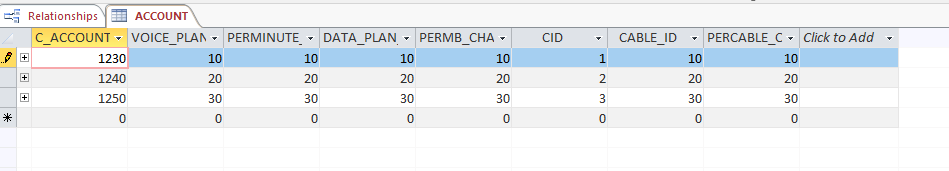 Relationships ACCOUNT
C_ACCOUNT VOICE_PLAN PERMINUTE_ DATA_PLAN_ PERMB_CHA CID CABLE_ID PERCABLE_C Click to Add
1230 10 10 10 10 1 10 10
1240 20 20 20 20 2 20 20
1250 30 30 30 30 3 30 30
0 0 0 0 0 0 0 0